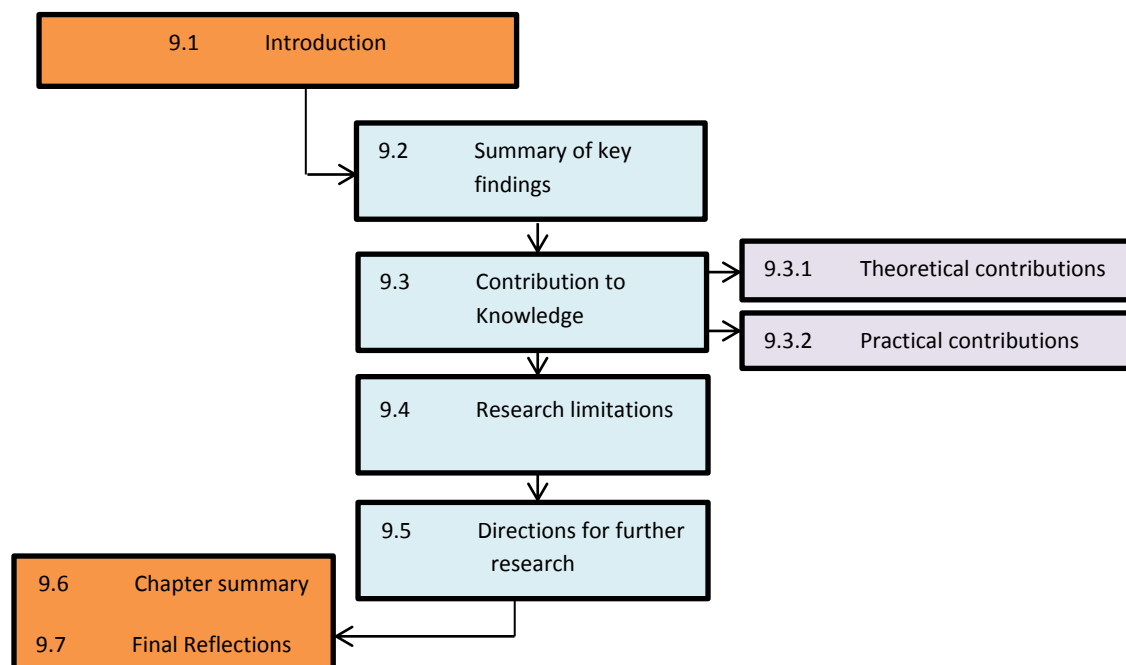 9.1 Introduction
9.2 Summary of key
findings
9.3 Contribution to
Knowledge
9.3.1 Theoretical contributions
9.3.2 Practical contributions
9.4 Research limitations
9.5 Directions for further
research
9.6 Chapter summary
9.7 Final Reflections